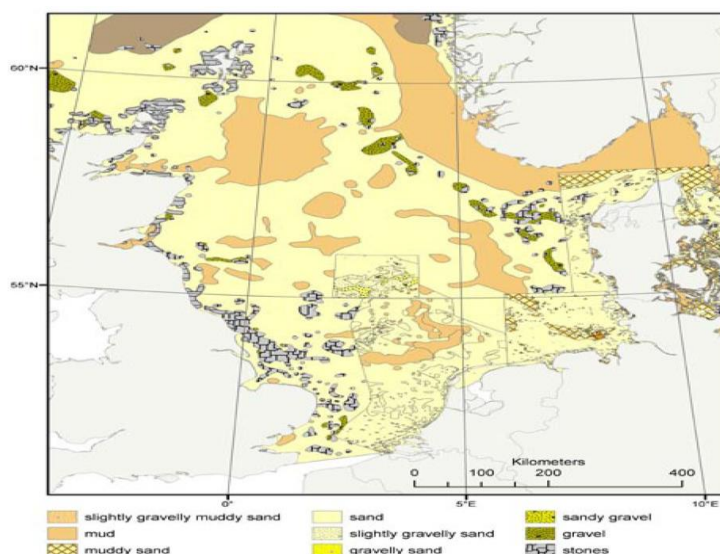 60°N
55°N
Kilometers
0 50 100 200 400
0° 5°E 10°E
slightly gravelly muddy sand sand sandy gravel
mud slightly gravelly sand gravel
muddy sand gravelly sand stones